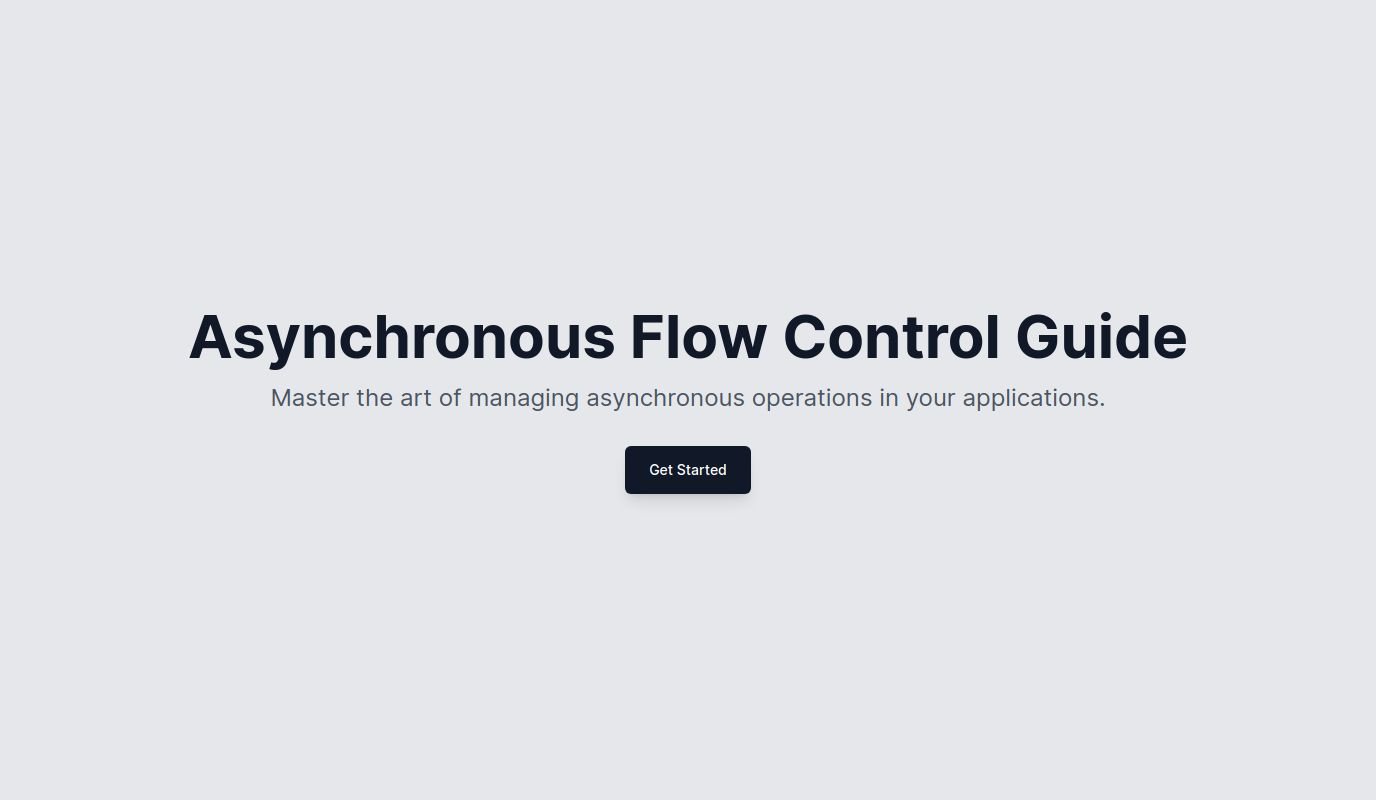 Asynchronous Flow Control Guide
Master the art of managing asynchronous operations in your applications.
Get Started